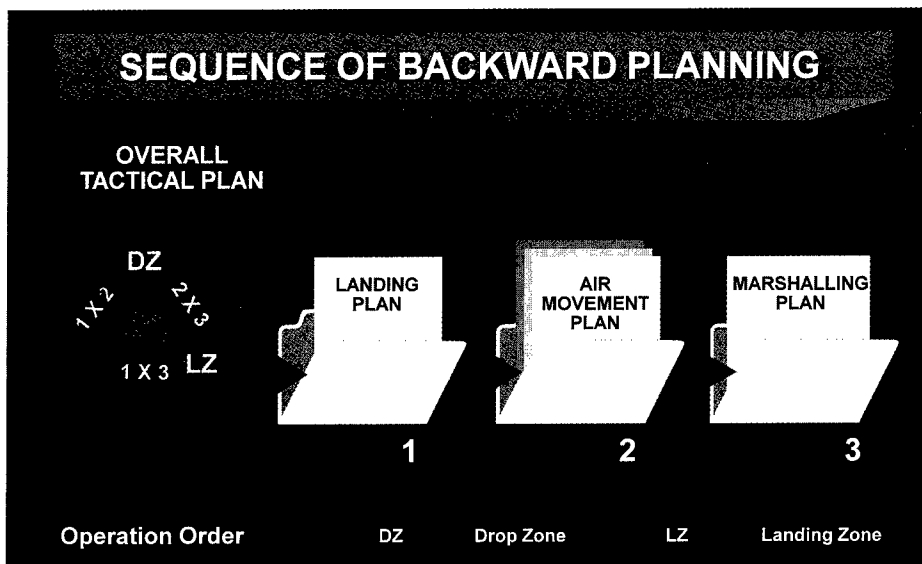 SEQUENCE OF BACKWARD PLANNING
OVERALL
TACTICAL PLAN
DZ
1 X 2
2 X 3
1 X 3
LZ
LANDING
PLAN
1
AIR
MOVEMENT
PLAN
2
MARSHALLING
PLAN
3
Operation Order
DZ Drop Zone LZ Landing Zone